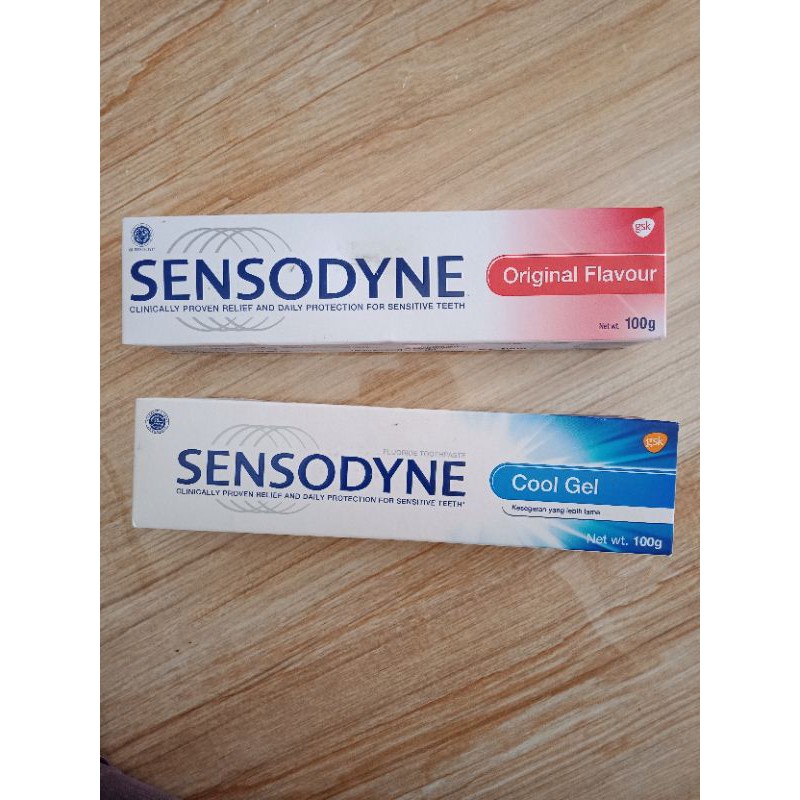 gsk
SENSODYNE
Original Flavour
CLINICALLY PROVEN RELIEF AND DAILY PROTECTION FOR SENSITIVE TEETH
Net wt. 100g
gsk
FLUORIDE TOOTHPASTE
SENSODYNE
Cool Gel
CLINICALLY PROVEN RELIEF AND DAILY PROTECTION FOR SENSITIVE TEETH*
Kesegaran yang lebih lama
Net wt. 100g